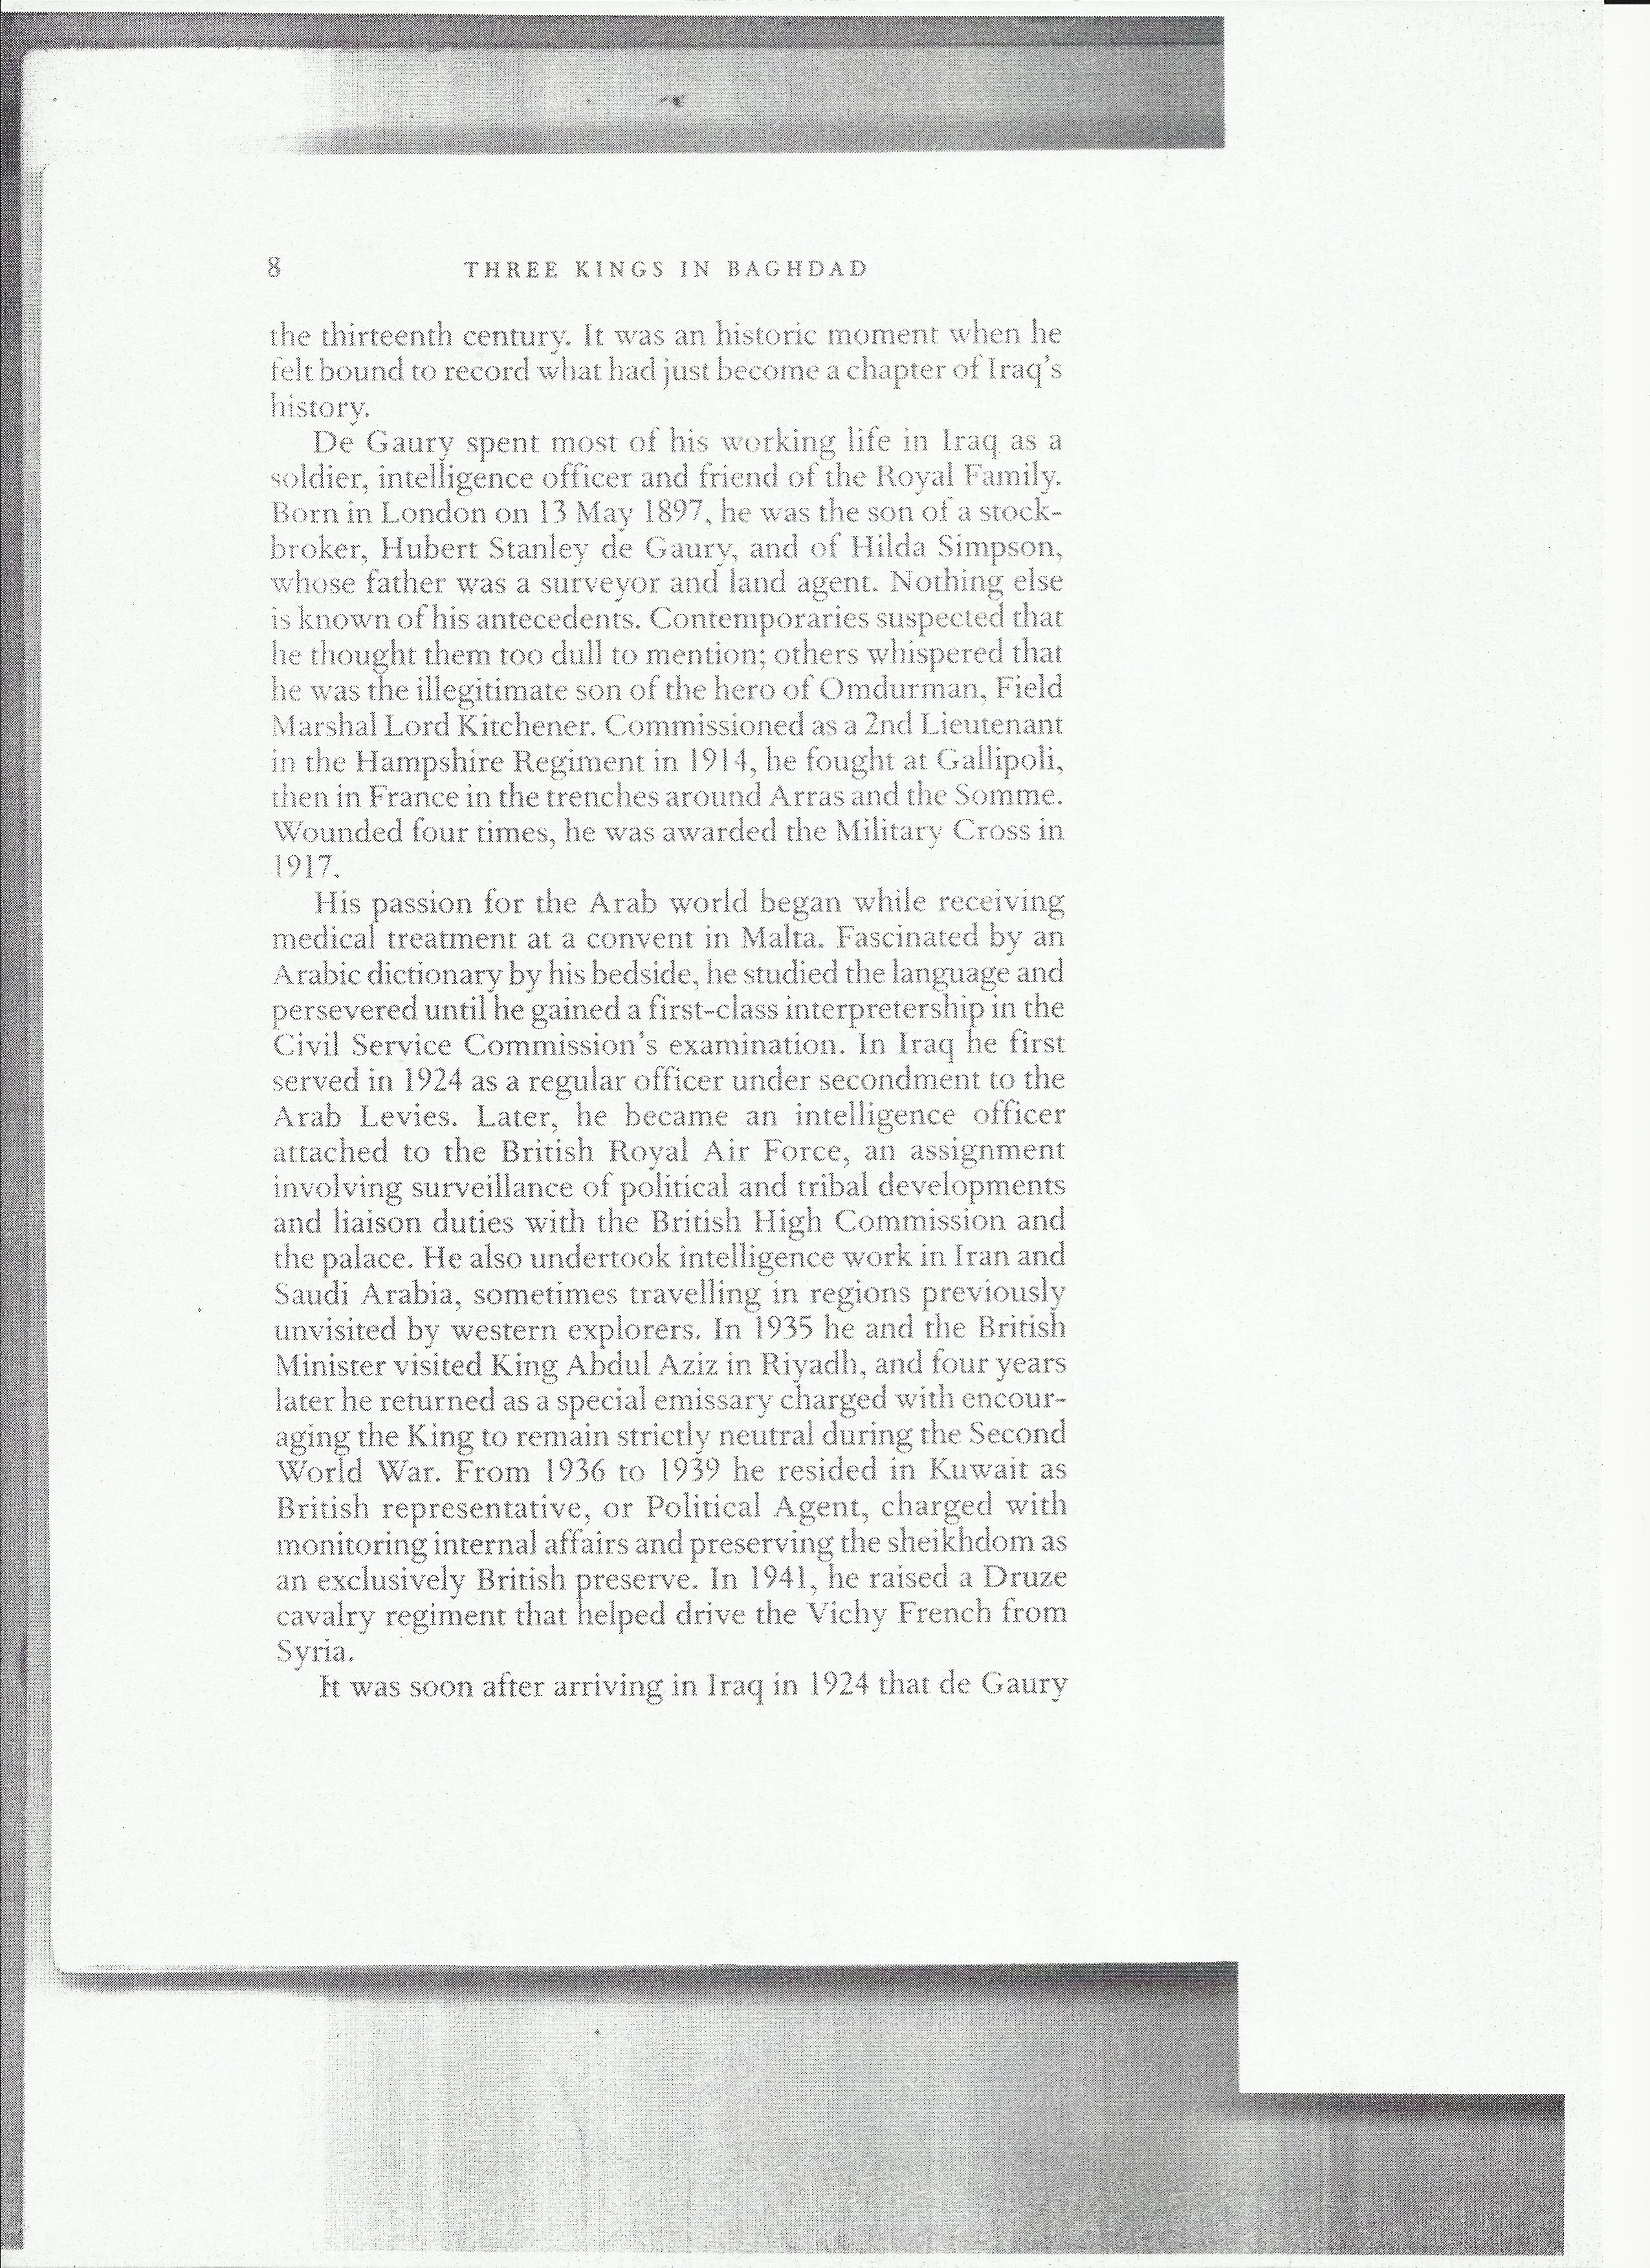 8 THREE KINGS IN BAGHDAD
the thirteenth century. It was an historic moment when he
felt bound to record what had just become a chapter of Iraq's
history.
De Gaury spent most of his working life in Iraq as a
soldier, intelligence officer and friend of the Royal Family.
Born in London on 13 May 1897, he was the son of a stock-
broker, Hubert Stanley de Gaury, and of Hilda Simpson,
whose father was a surveyor and land agent. Nothing else
is known of his antecedents. Contemporaries suspected that
he thought them too dull to mention; others whispered that
he was the illegitimate son of the hero of Omdurman, Field
Marshal Lord Kitchener. Commissioned as a 2nd Lieutenant
in the Hampshire Regiment in 1914, he fought at Gallipoli,
then in France in the trenches around Arras and the Somme.
Wounded four times, he was awarded the Military Cross in
1917.
His passion for the Arab world began while receiving
medical treatment at a convent in Malta. Fascinated by an
Arabic dictionary by his bedside, he studied the language and
persevered until he gained a first-class interpretership in the
Civil Service Commission's examination. In Iraq he first
served in 1924 as a regular officer under secondment to the
Arab Levies. Later, he became an intelligence officer
attached to the British Royal Air Force, an assignment
involving surveillance of political and tribal developments
and liaison duties with the British High Commission and
the palace. He also undertook intelligence work in Iran and
Saudi Arabia, sometimes travelling in regions previously
unvisited by western explorers. In 1935 he and the British
Minister visited King Abdul Aziz in Riyadh, and four years
later he returned as a special emissary charged with encour-
aging the King to remain strictly neutral during the Second
World War. From 1936 to 1939 he resided in Kuwait as
British representative, or Political Agent, charged with
monitoring internal affairs and preserving the sheikhdom as
an exclusively British preserve. In 1941, he raised a Druze
cavalry regiment that helped drive the Vichy French from
Syria.
It was soon after arriving in Iraq in 1924 that de Gaury